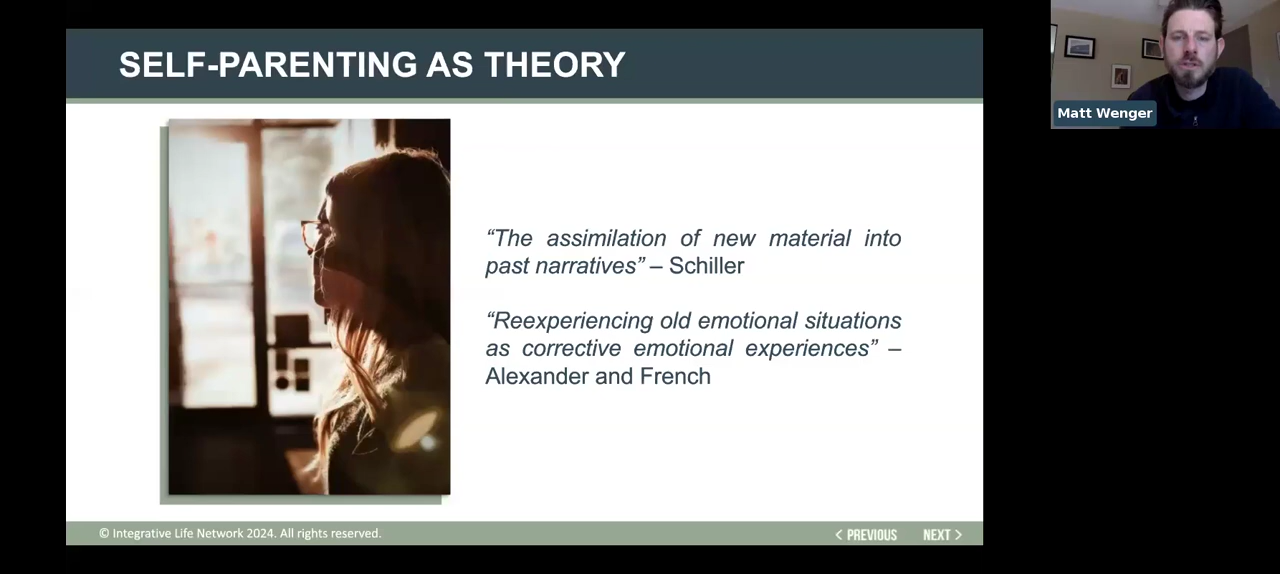 SELF-PARENTING AS THEORY
Matt Wenger
“The assimilation of new material into
past narratives” – Schiller
“Reexperiencing old emotional situations
as corrective emotional experiences” –
Alexander and French
© Integrative Life Network 2024. All rights reserved.
< PREVIOUS NEXT >